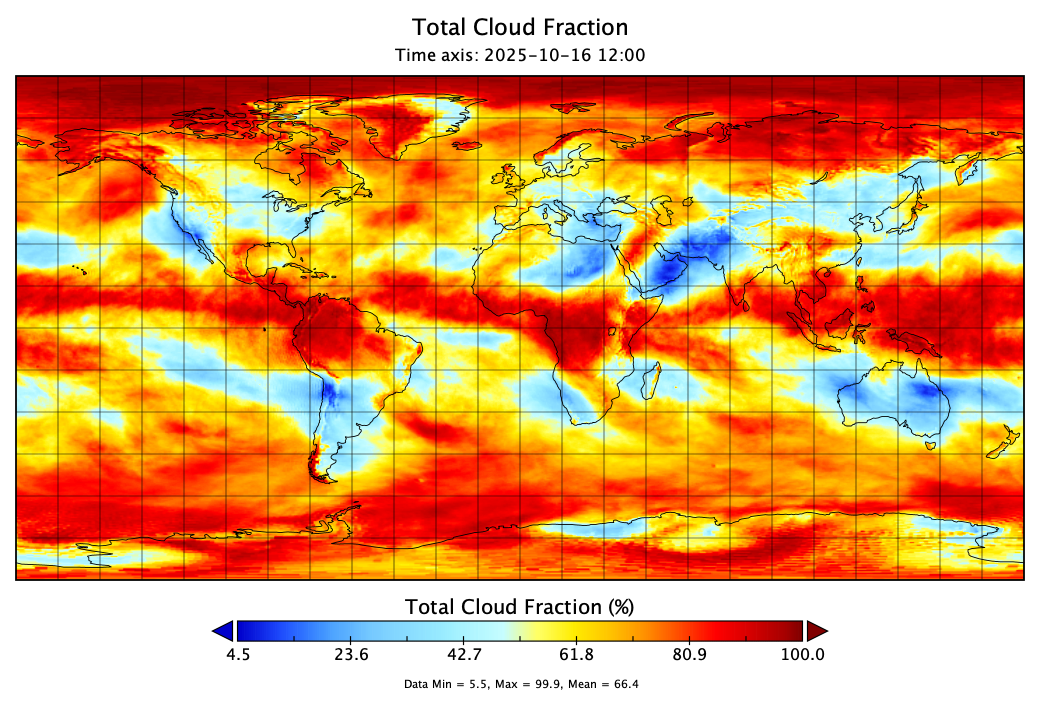 Total Cloud Fraction
Time axis: 2025-10-16 12:00
Total Cloud Fraction (%)
4.5 23.6 42.7 61.8 80.9 100.0
Data Min = 5.5, Max = 99.9, Mean = 66.4